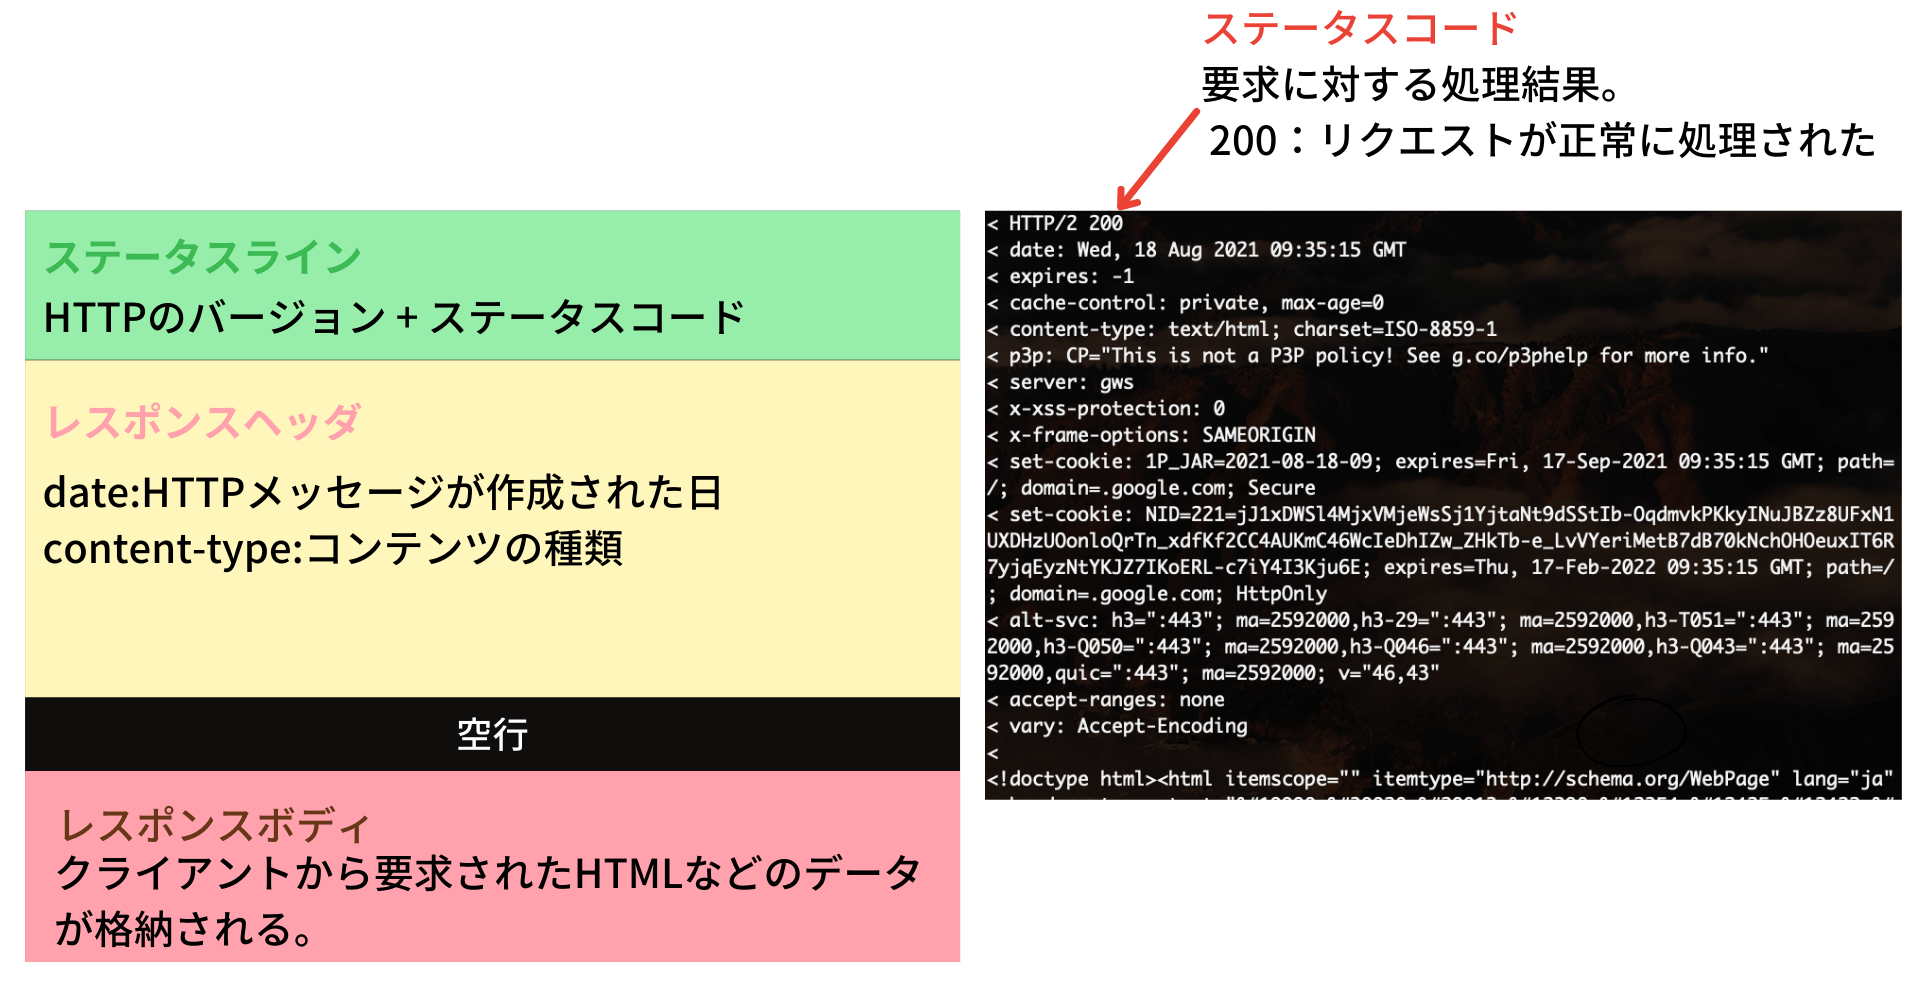 ステータスコード
要求に対する処理結果。
200：リクエストが正常に処理された
ステータスライン
HTTPのバージョン + ステータスコード
レスポンスヘッダ
date:HTTPメッセージが作成された日
content-type:コンテンツの種類
空行
レスポンスボディ
クライアントから要求されたHTMLなどのデータ
が格納される。
< HTTP/2 200
< date: Wed, 18 Aug 2021 09:35:15 GMT
< expires: -1
< cache-control: private, max-age=0
< content-type: text/html; charset=ISO-8859-1
< p3p: CP="This is not a P3P policy! See g.co/p3phelp for more info."
< server: gws
< x-xss-protection: 0
< x-frame-options: SAMEORIGIN
< set-cookie: 1P_JAR=2021-08-18-09; expires=Fri, 17-Sep-2021 09:35:15 GMT; path=
/; domain=.google.com; Secure
< set-cookie: NID=221=jJ1xDWSl4MjxVMjeWsSj1YjtaNt9dSStIb-OqdmvkPKkyINuJBZz8UFxN1
UXDHzUOonloQrTn_xdfKf2CC4AUKmC46WcIeDhIZw_ZHkTb-e_LvVYeriMetB7dB70kNchOHOeuxIT6R
7yjqEyzNtYKJZ7IKoERL-c7iY4I3Kju6E; expires=Thu, 17-Feb-2022 09:35:15 GMT; path=/
; domain=.google.com; HttpOnly
< alt-svc: h3=":443"; ma=2592000,h3-29=":443"; ma=2592000,h3-T051=":443"; ma=259
2000,h3-Q050=":443"; ma=2592000,h3-Q046=":443"; ma=2592000,h3-Q043=":443"; ma=25
92000,quic=":443"; ma=2592000; v="46,43"
< accept-ranges: none
< vary: Accept-Encoding
<
<!doctype html><html itemscope="" itemtype="http://schema.org/WebPage" lang="ja"